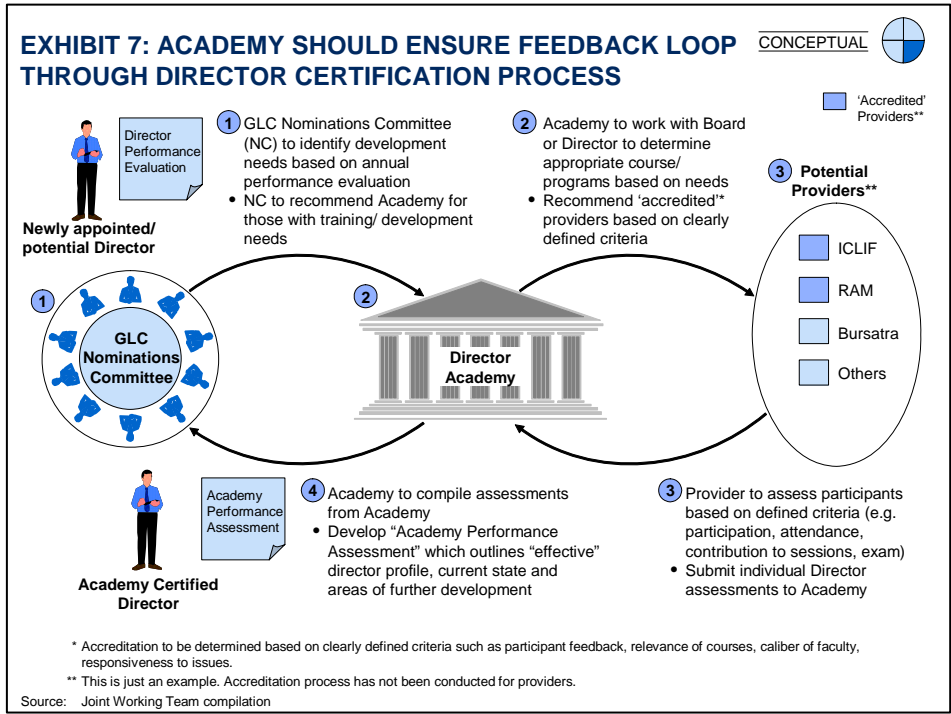 EXHIBIT 7: ACADEMY SHOULD ENSURE FEEDBACK LOOP
THROUGH DIRECTOR CERTIFICATION PROCESS
CONCEPTUAL
'Accredited'
Providers**
Director
Performance
Evaluation
Newly appointed/
potential Director
1 GLC Nominations Committee
(NC) to identify development
needs based on annual
performance evaluation
• NC to recommend Academy for
those with training/ development
needs
2 Academy to work with Board
or Director to determine
appropriate course/
programs based on needs
• Recommend 'accredited'*
providers based on clearly
defined criteria
3 Potential
Providers**
ICLIF
RAM
Bursatra
Others
1
GLC
Nominations
Committee
2
Director
Academy
Academy
Performance
Assessment
Academy Certified
Director
4 Academy to compile assessments
from Academy
• Develop "Academy Performance
Assessment" which outlines "effective"
director profile, current state and
areas of further development
3 Provider to assess participants
based on defined criteria (e.g.
participation, attendance,
contribution to sessions, exam)
• Submit individual Director
assessments to Academy
* Accreditation to be determined based on clearly defined criteria such as participant feedback, relevance of courses, caliber of faculty,
responsiveness to issues.
** This is just an example. Accreditation process has not been conducted for providers.
Source: Joint Working Team compilation